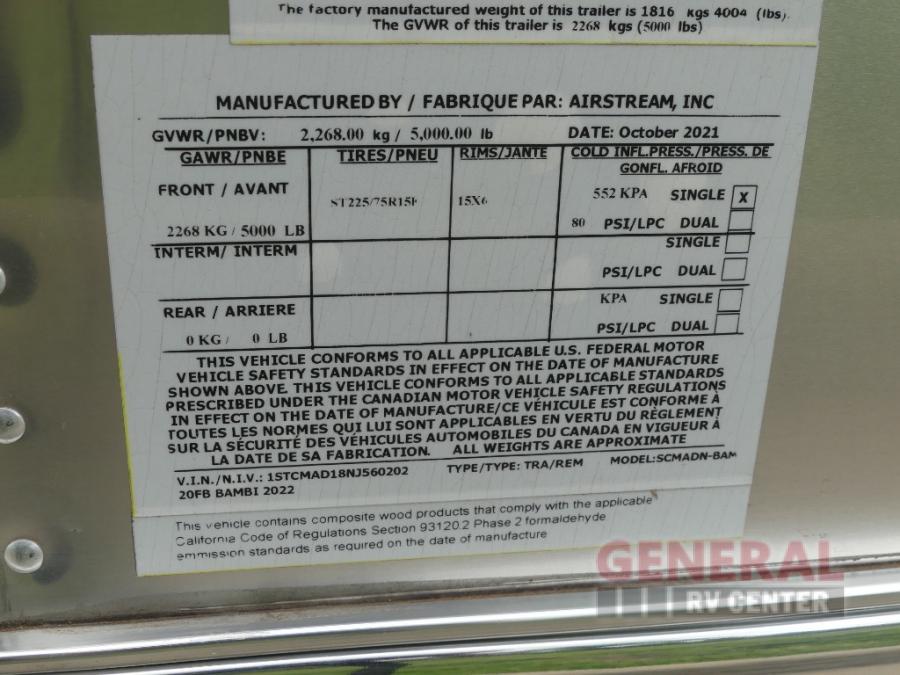 The factory manufactured weight of this trailer is 1816 kgs 4004 (lbs).
The GVWR of this trailer is 2268 kgs (5000 lbs)
MANUFACTURED BY / FABRIQUE PAR: AIRSTREAM, INC
GVWR/PNBV: 2,268.00 kg / 5,000.00 lb DATE: October 2021
GAWR/PNBE TIRES/PNEU RIMS/JANTE COLD INFL.PRESS./PRESS. DE
GONFL. AFROID
FRONT / AVANT ST225/75R15 15X6 552 KPA SINGLE X
2268 KG / 5000 LB 80 PSI/LPC DUAL
INTERM/ INTERM SINGLE
PSI/LPC DUAL
REAR / ARRIERE KPA SINGLE
0 KG / 0 LB PSI/LPC DUAL
THIS VEHICLE CONFORMS TO ALL APPLICABLE U.S. FEDERAL MOTOR
VEHICLE SAFETY STANDARDS IN EFFECT ON THE DATE OF MANUFACTURE
SHOWN ABOVE. THIS VEHICLE CONFORMS TO ALL APPLICABLE STANDARDS
PRESCRIBED UNDER THE CANADIAN MOTOR VEHICLE SAFETY REGULATIONS
IN EFFECT ON THE DATE OF MANUFACTURE/CE VÉHICULE EST CONFORME À
TOUTES LES NORMES QUI LUI SONT APPLICABLES EN VERTU DU RÈGLEMENT
SUR LA SÉCURITÉ DES VÉHICULES AUTOMOBILES DU CANADA EN VIGUEUR À
LA DATE DE SA FABRICATION. ALL WEIGHTS ARE APPROXIMATE
V.I.N./N.I.V.: 1STCMAD18NJ560202 TYPE/TYPE: TRA/REM MODEL:SCMADN-BAM
20FB BAMBI 2022
This vehicle contains composite wood products that comply with the applicable
California Code of Regulations Section 93120.2 Phase 2 formaldehyde
emmission standards as required on the date of manufacture
GENERAL
RV CENTER